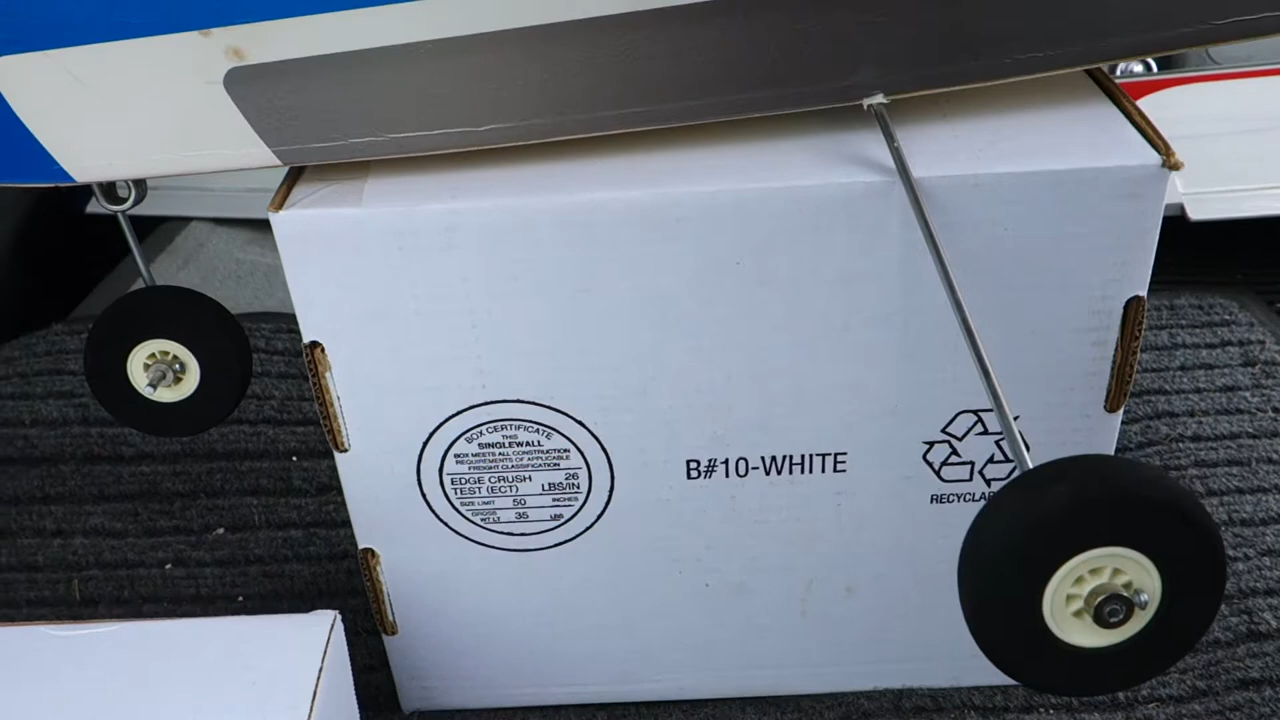 BOX CERTIFICATE
THIS
SINGLEWALL
BOX MEETS ALL CONSTRUCTION
REQUIREMENTS OF APPLICABLE
FREIGHT CLASSIFICATION
EDGE CRUSH TEST (ECT) 26 LBS/IN
SIZE LIMIT 50 INCHES
GROSS WT LT 35 LBS
B#10-WHITE
RECYCLA